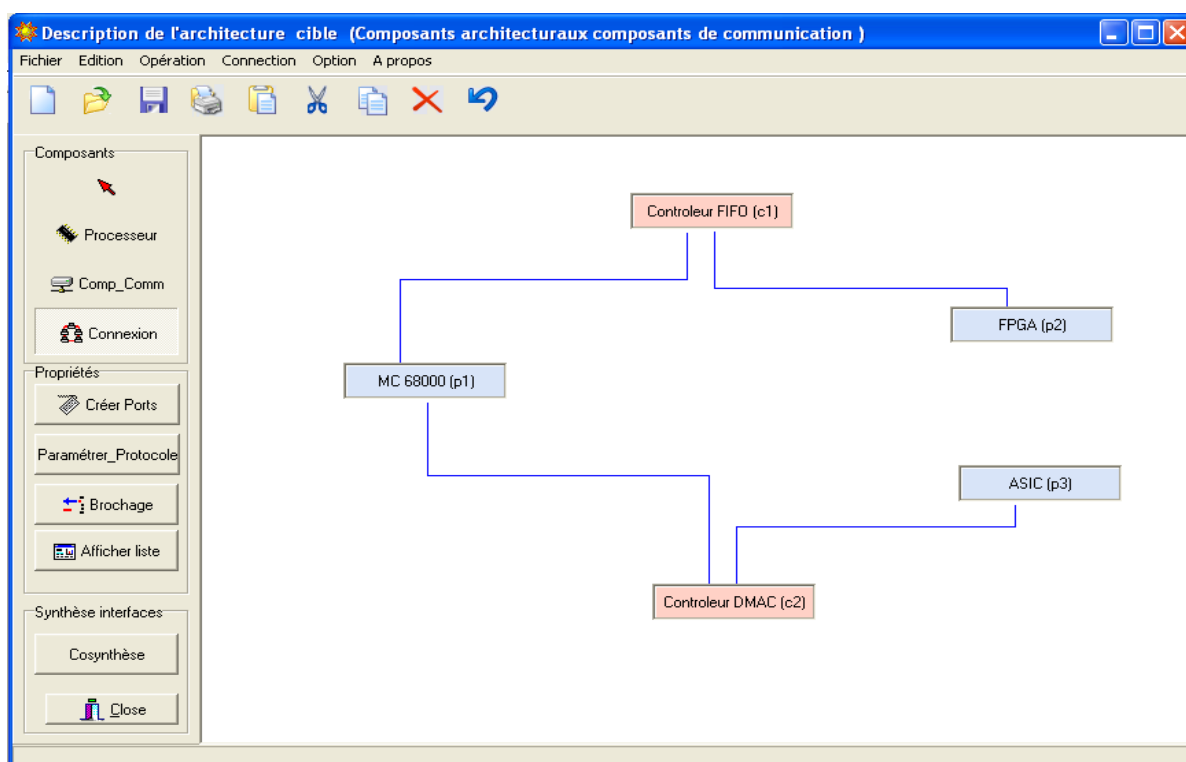 Description de l'architecture cible (Composants architecturaux composants de communication )
Fichier Edition Opération Connection Option A propos
Composants
Processeur
Comp_Comm
Connexion
Propriétés
Créer Ports
Paramétrer_Protocole
Brochage
Afficher liste
Synthèse interfaces
Cosynthèse
Close
Controleur FIFO (c1)
FPGA (p2)
MC 68000 (p1)
ASIC (p3)
Controleur DMAC (c2)